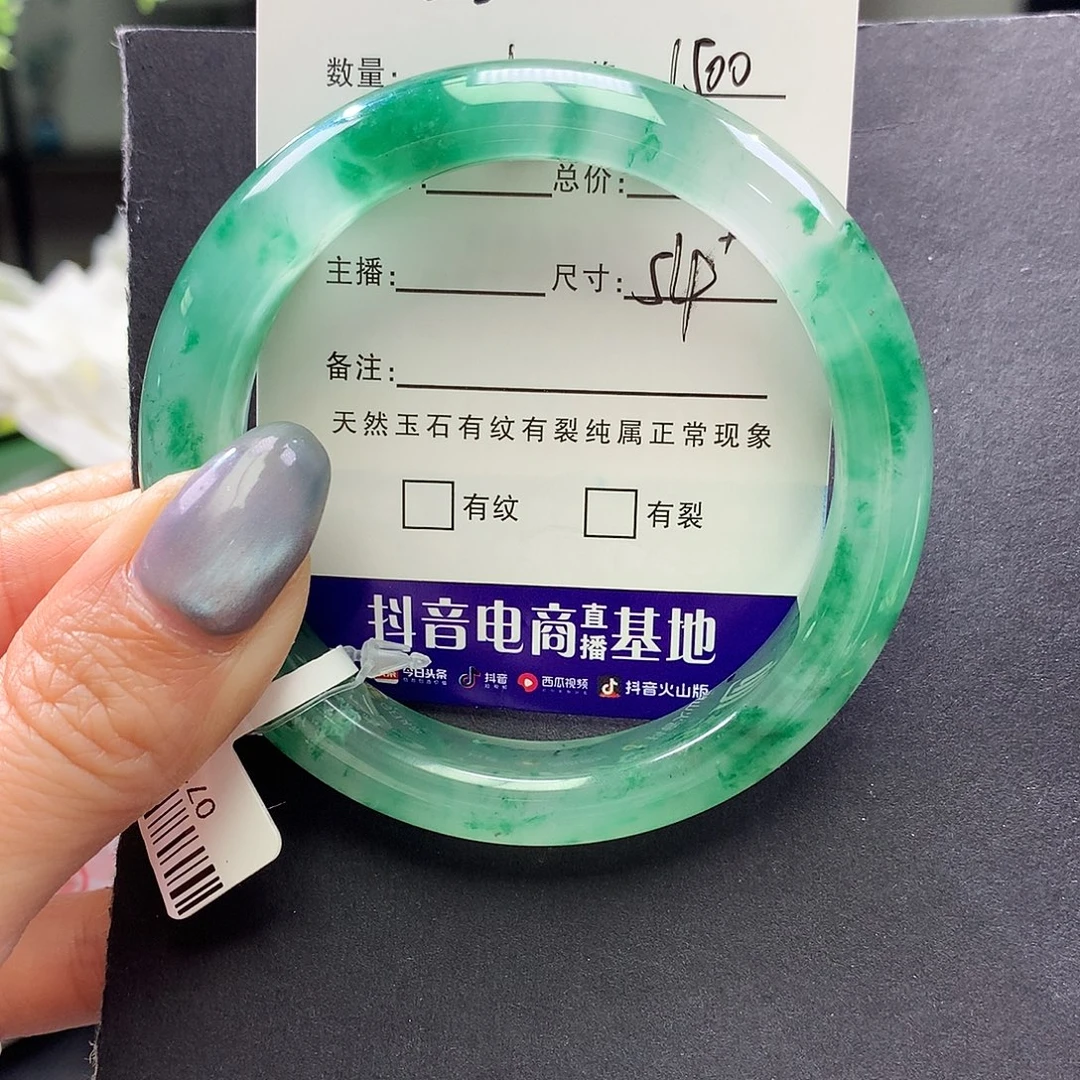 数量: 1500
总价:
主播: 尺寸:
备注:
天然玉石有纹有裂纯属正常现象
有纹 有裂
抖音电商直播基地
今日头条 抖音 西瓜视频 抖音火山版